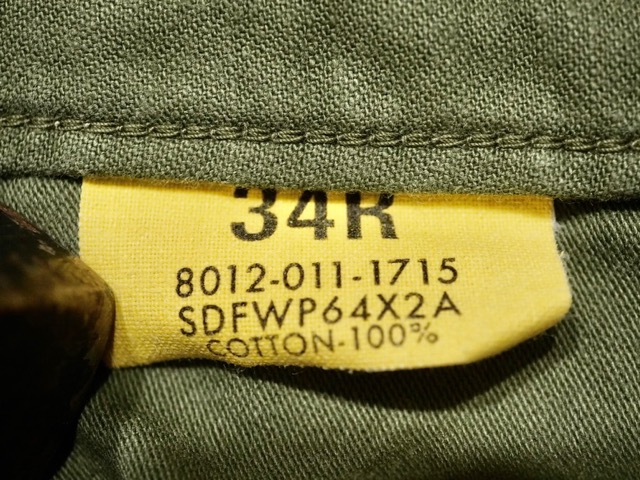 34R
8012-011-1715
SDFWP64X2A
COTTON-100%